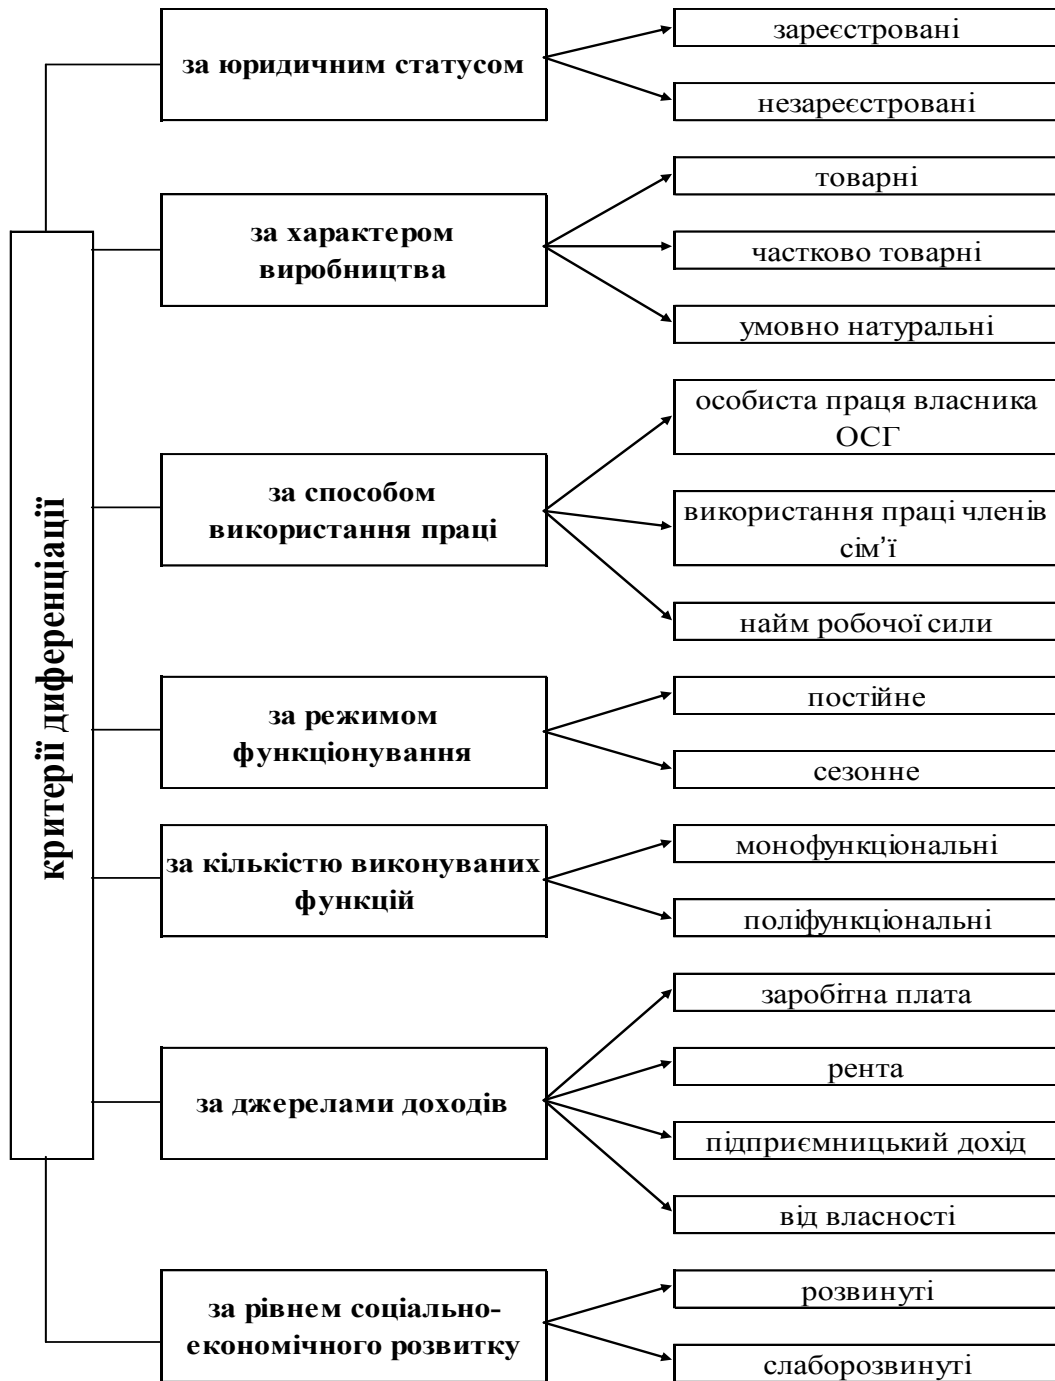 критерії диференціації
за юридичним статусом
зареєстровані
незареєстровані
за характером
виробництва
товарні
частково товарні
умовно натуральні
за способом
використання праці
особиста праця власника
ОСГ
використання праці членів
сім’ї
найм робочої сили
за режимом
функціонування
постійне
сезонне
за кількістю виконуваних
функцій
монофункціональні
поліфункціональні
за джерелами доходів
заробітна плата
рента
підприємницький дохід
від власності
за рівнем соціально-
економічного розвитку
розвинуті
слаборозвинуті